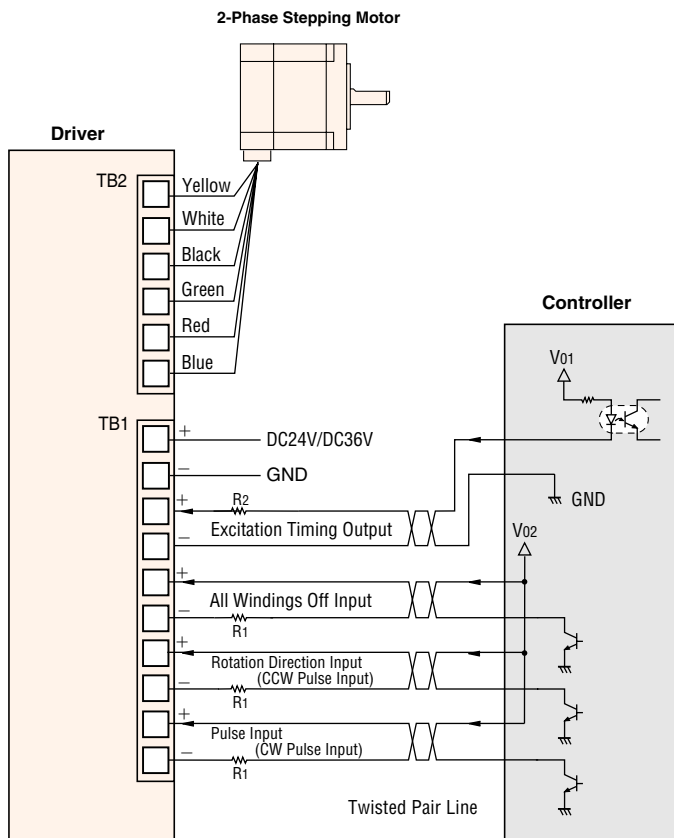 2-Phase Stepping Motor
Driver
TB2
Yellow
White
Black
Green
Red
Blue
Controller
V01
TB1
+ DC24V/DC36V
− GND
+ R2
Excitation Timing Output
−
GND
V02
+
All Windings Off Input
− R1
+
Rotation Direction Input
(CCW Pulse Input)
− R1
+
Pulse Input
(CW Pulse Input)
− R1
Twisted Pair Line